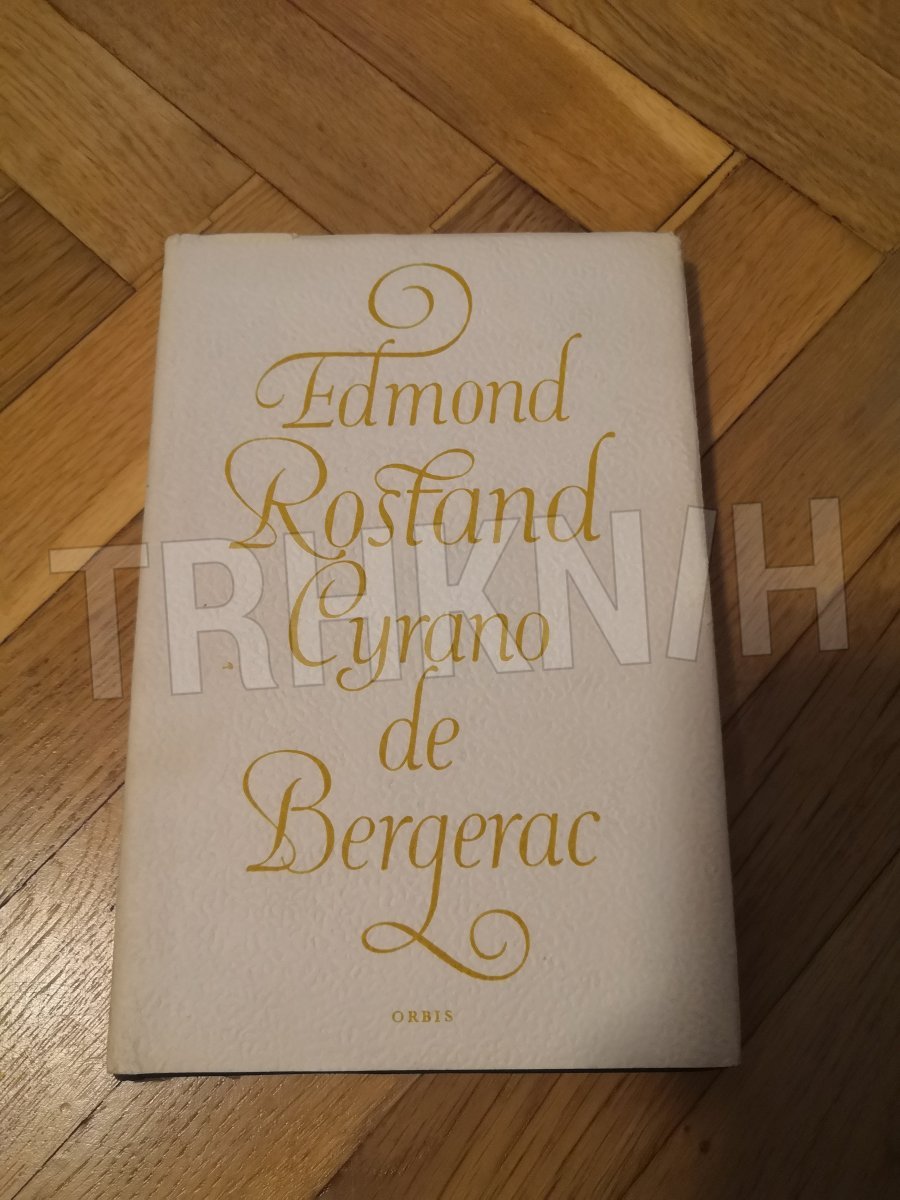 Edmond
Rostand
Cyrano
de
Bergerac
ORBIS
TRHKNIH